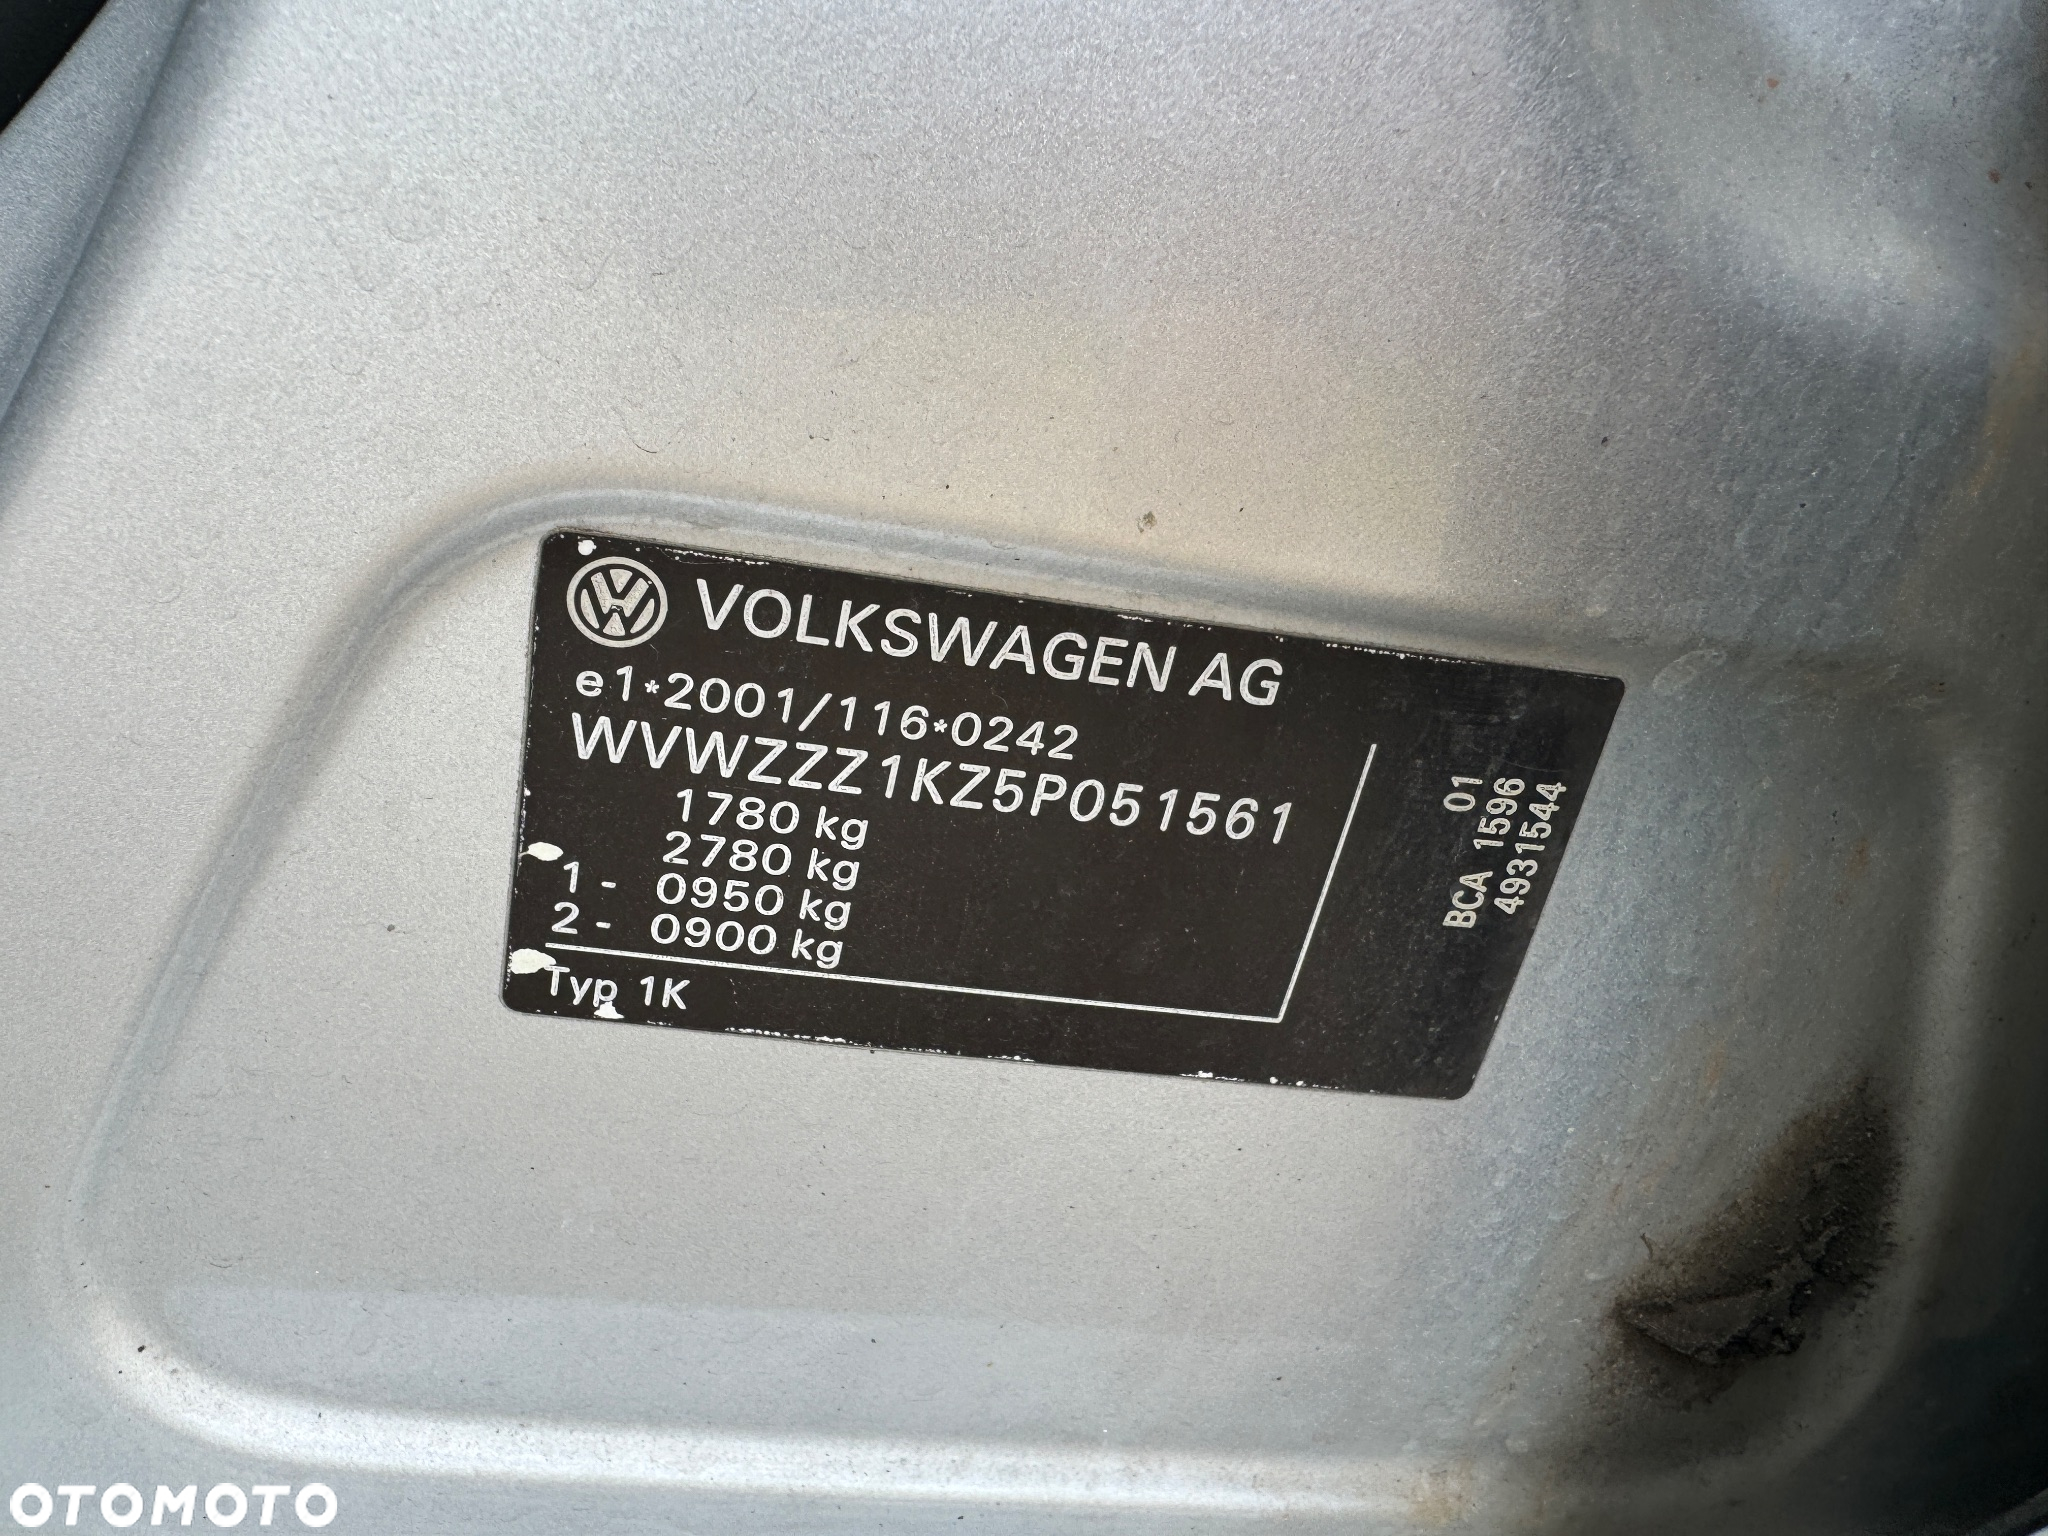 VOLKSWAGEN AG
e1*2001/116*0242
WVWZZZ1KZ5P051561
1780 kg
2780 kg
1 - 0950 kg
2 - 0900 kg
Typ 1K
01
BCA 1596
4931544
OTOMOTO